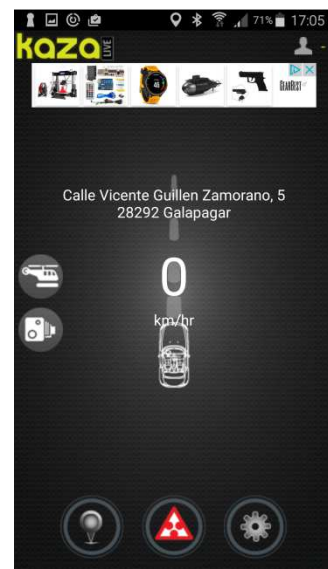 71% 17:05
kaza LIVE
GEARBEST
Calle Vicente Guillen Zamorano, 5
28292 Galapagar
0
km/hr